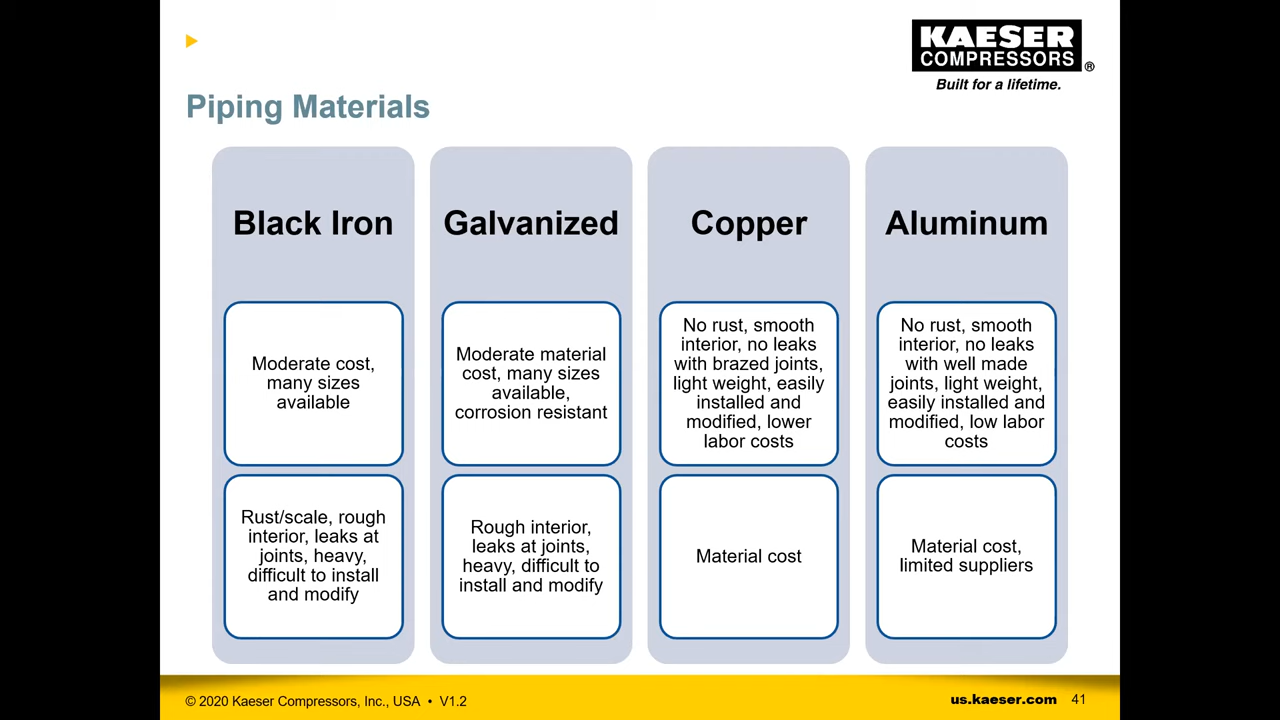 KAESER
COMPRESSORS
®
Built for a lifetime.
Piping Materials
Black Iron
Moderate cost,
many sizes
available
Rust/scale, rough
interior, leaks at
joints, heavy,
difficult to install
and modify
Galvanized
Moderate material
cost, many sizes
available,
corrosion resistant
Rough interior,
leaks at joints,
heavy, difficult to
install and modify
Copper
No rust, smooth
interior, no leaks
with brazed joints,
light weight, easily
installed and
modified, lower
labor costs
Material cost
Aluminum
No rust, smooth
interior, no leaks
with well made
joints, light weight,
easily installed and
modified, low labor
costs
Material cost,
limited suppliers
© 2020 Kaeser Compressors, Inc., USA • V1.2
us.kaeser.com 41